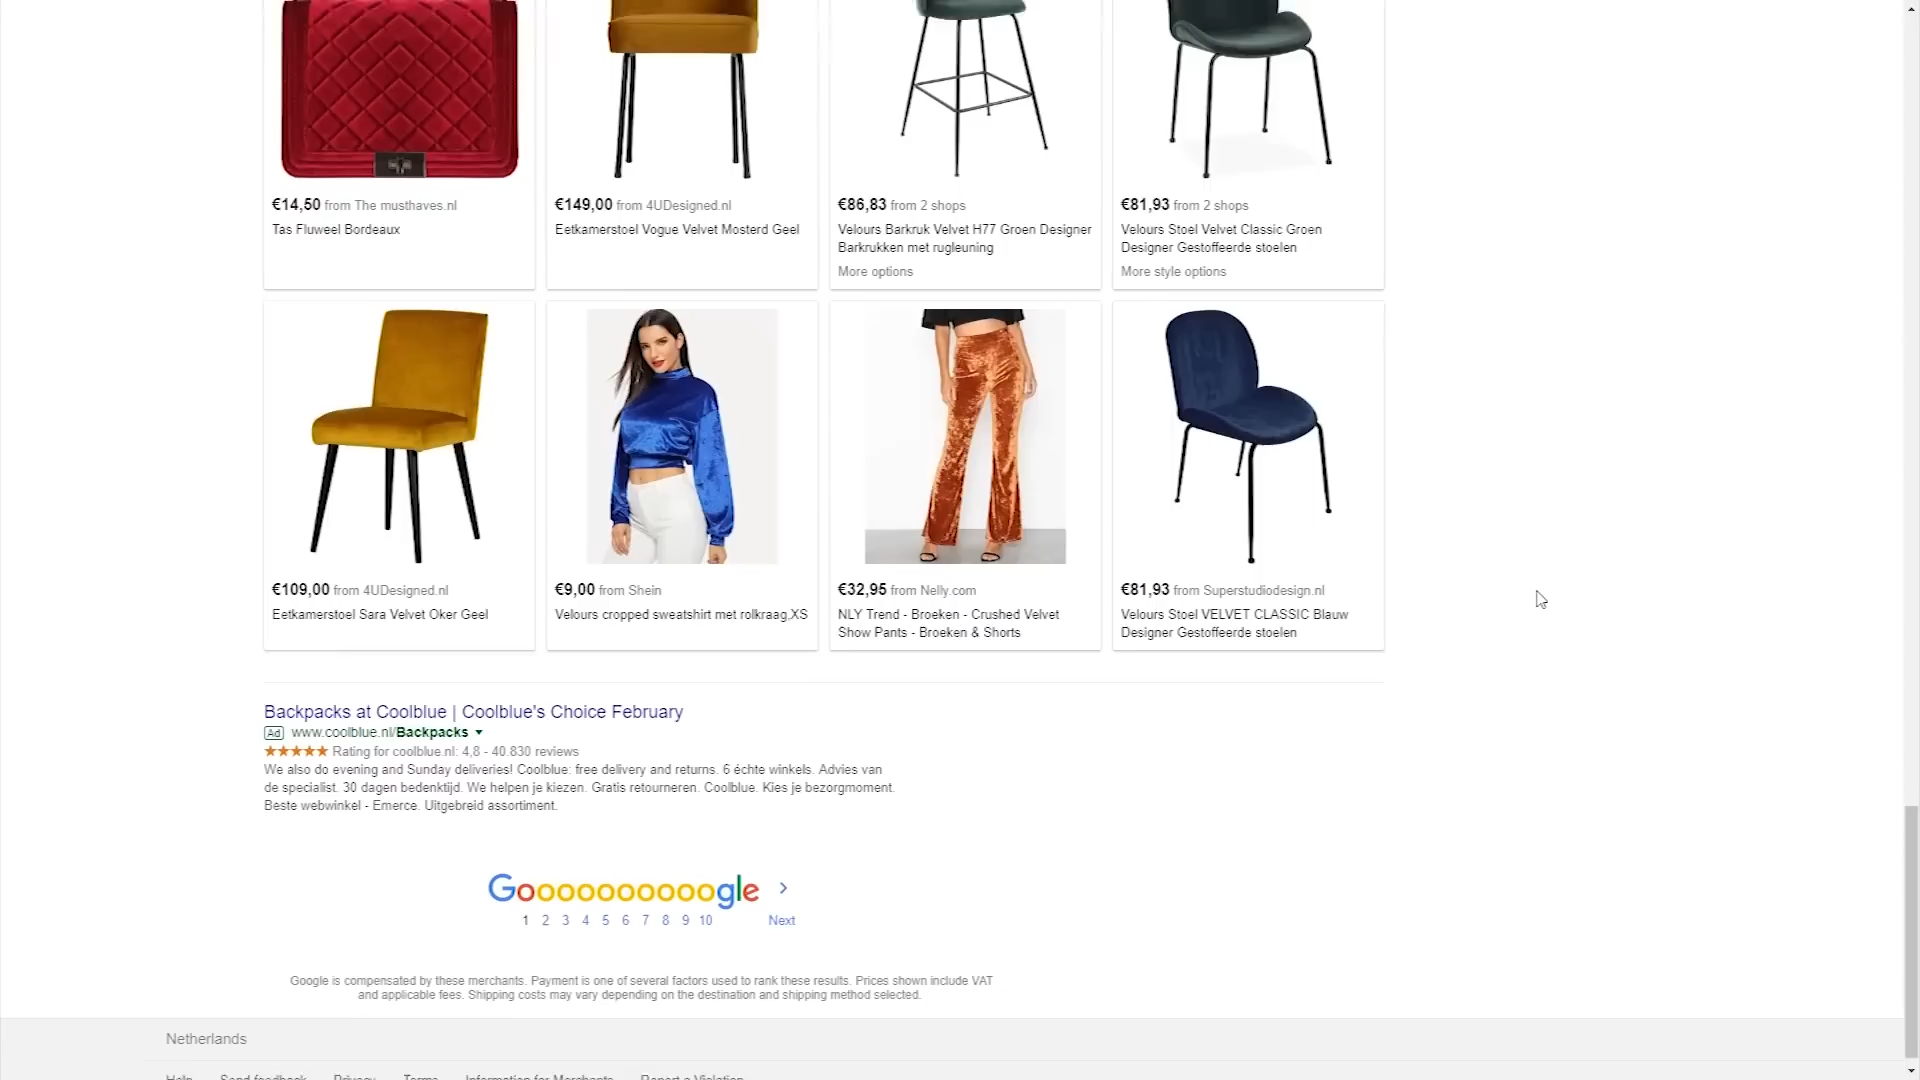 €14,50 from The musthaves.nl
Tas Fluweel Bordeaux
€149,00 from 4UDesigned.nl
Eetkamerstoel Vogue Velvet Mosterd Geel
€86,83 from 2 shops
Velours Barkruk Velvet H77 Groen Designer
Barkrukken met rugleuning
More options
€81,93 from 2 shops
Velours Stoel Velvet Classic Groen
Designer Gestoffeerde stoelen
More style options
€109,00 from 4UDesigned.nl
Eetkamerstoel Sara Velvet Oker Geel
€9,00 from Shein
Velours cropped sweatshirt met rolkraag,XS
€32,95 from Nelly.com
NLY Trend - Broeken - Crushed Velvet
Show Pants - Broeken & Shorts
€81,93 from Superstudiodesign.nl
Velours Stoel VELVET CLASSIC Blauw
Designer Gestoffeerde stoelen
Backpacks at Coolblue | Coolblue's Choice February
Ad www.coolblue.nl/Backpacks
Rating for coolblue.nl: 4,8 - 40.830 reviews
We also do evening and Sunday deliveries! Coolblue: free delivery and returns. 6 échte winkels. Advies van
de specialist. 30 dagen bedenktijd. We helpen je kiezen. Gratis retourneren. Coolblue. Kies je bezorgmoment.
Beste webwinkel - Emerce. Uitgebreid assortiment.
Goooooooooogle
1 2 3 4 5 6 7 8 9 10 Next
Google is compensated by these merchants. Payment is one of several factors used to rank these results. Prices shown include VAT
and applicable fees. Shipping costs may vary depending on the destination and shipping method selected.
Netherlands
Help Send feedback Privacy Terms Information for Merchants Report a Violation